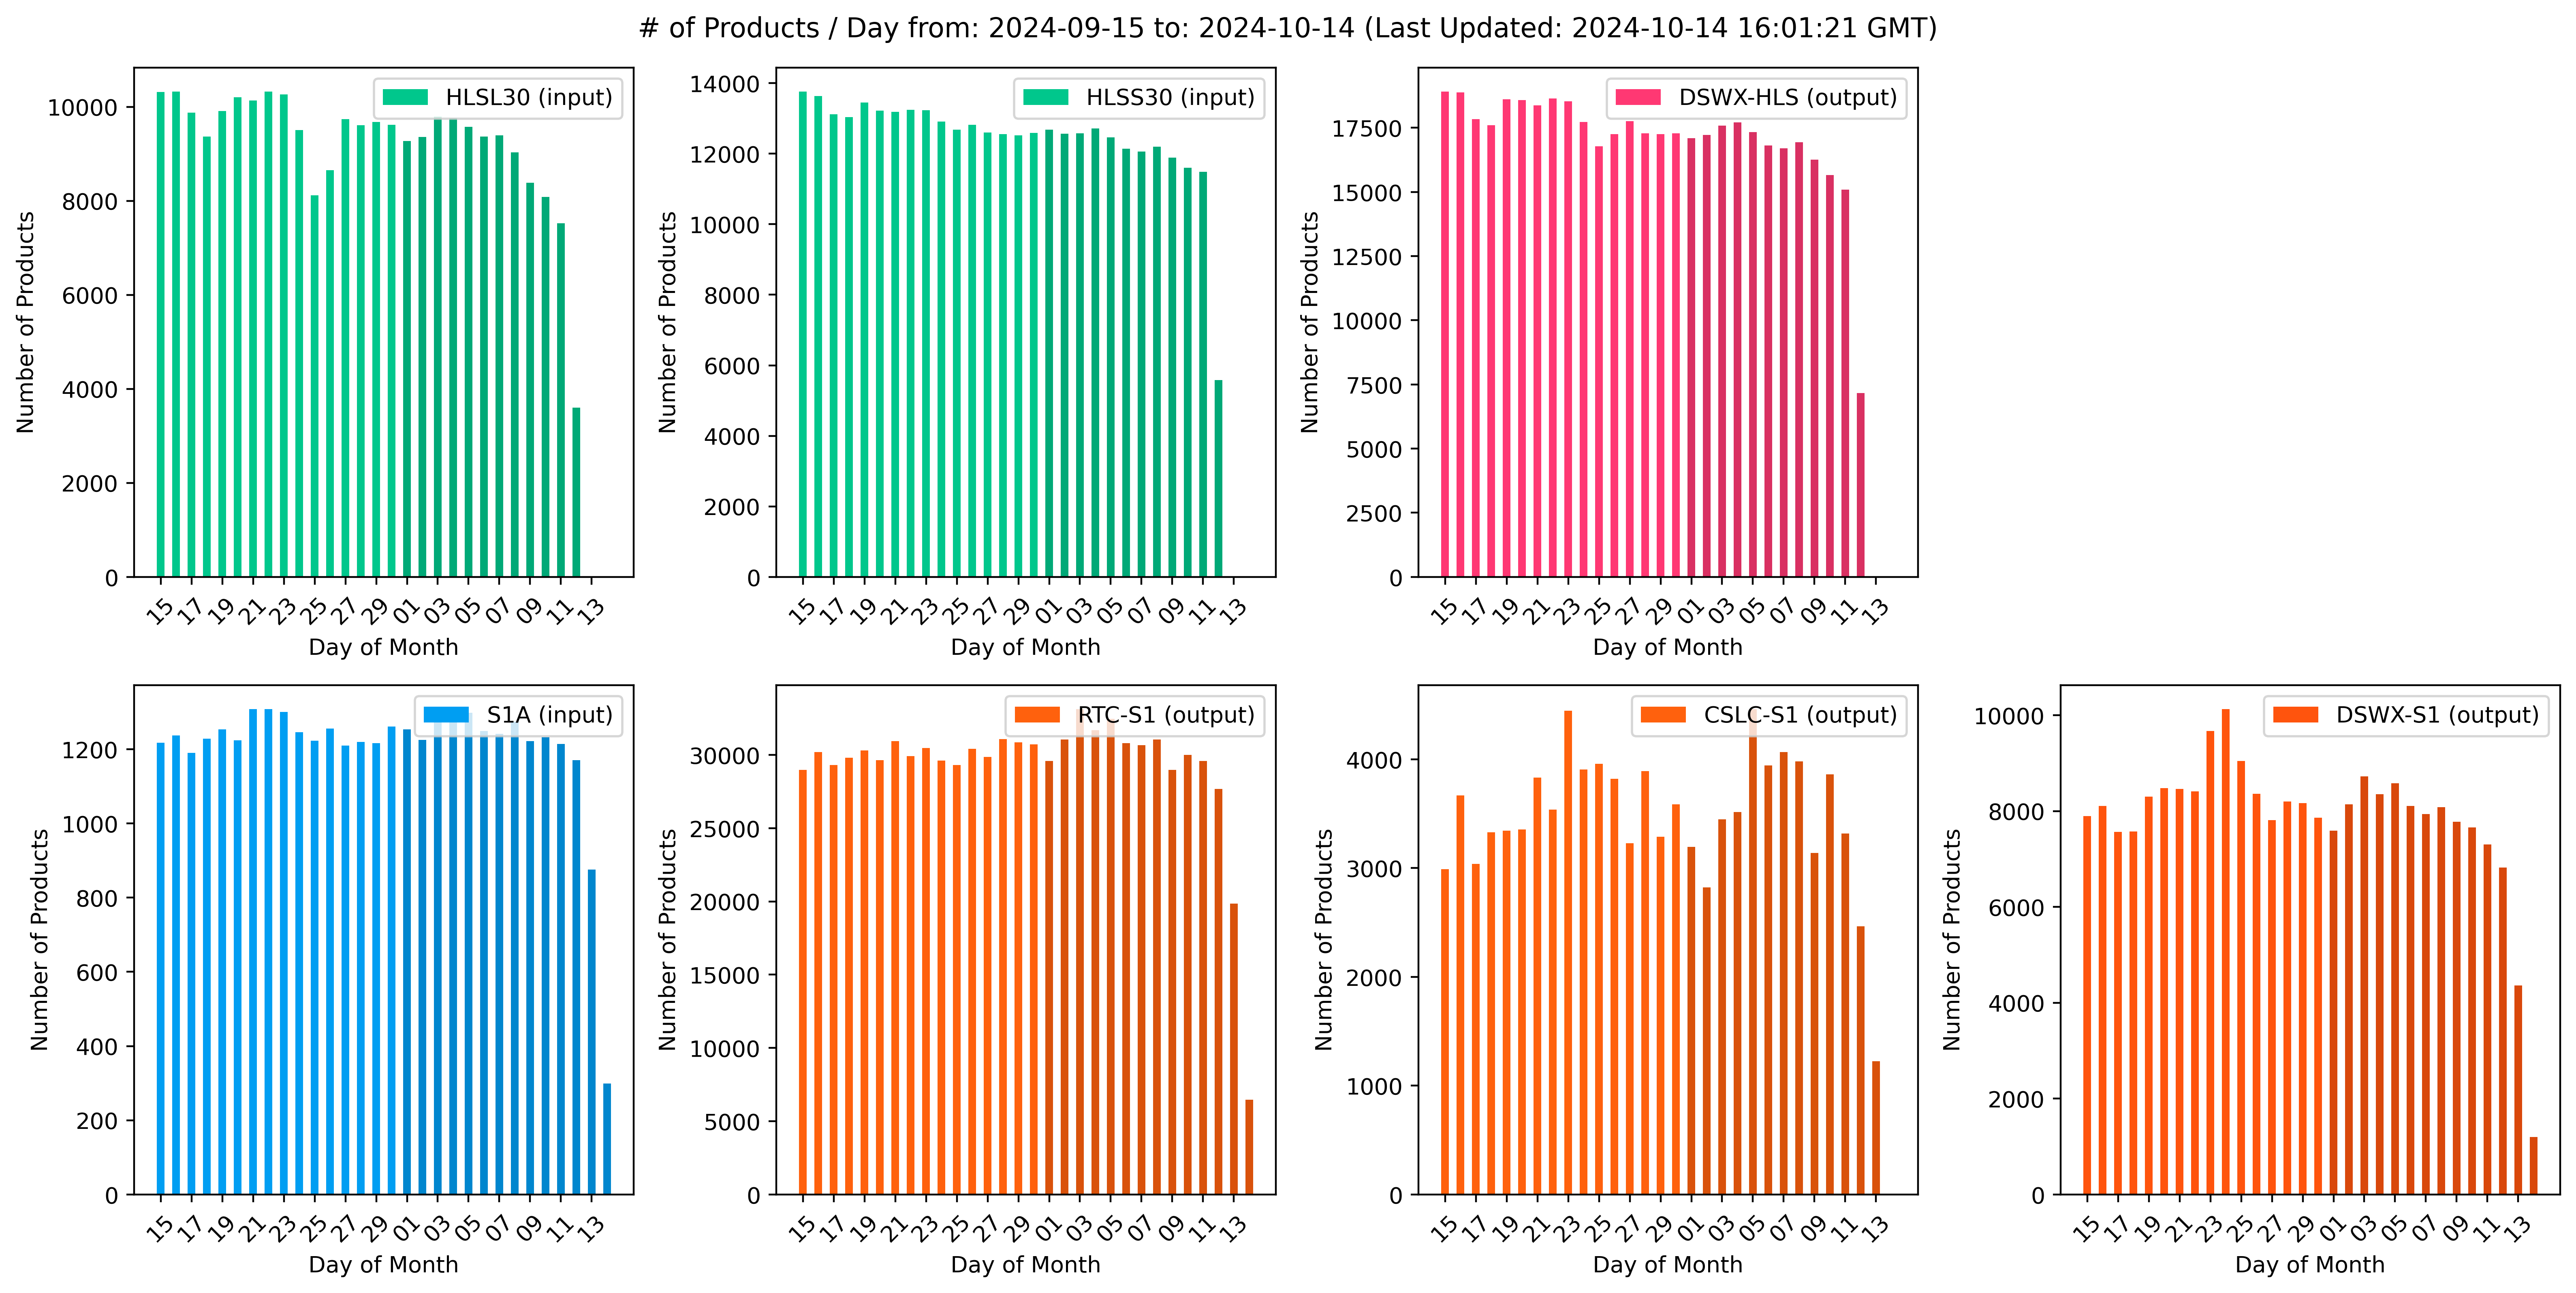 # of Products / Day from: 2024-09-15 to: 2024-10-14 (Last Updated: 2024-10-14 16:01:21 GMT)
HLSL30 (input)
Number of Products
10000
8000
6000
4000
2000
0
15 17 19 21 23 25 27 29 01 03 05 07 09 11 13
Day of Month
HLSS30 (input)
Number of Products
14000
12000
10000
8000
6000
4000
2000
0
15 17 19 21 23 25 27 29 01 03 05 07 09 11 13
Day of Month
DSWX-HLS (output)
Number of Products
17500
15000
12500
10000
7500
5000
2500
0
15 17 19 21 23 25 27 29 01 03 05 07 09 11 13
Day of Month
S1A (input)
Number of Products
1200
1000
800
600
400
200
0
15 17 19 21 23 25 27 29 01 03 05 07 09 11 13
Day of Month
RTC-S1 (output)
Number of Products
30000
25000
20000
15000
10000
5000
0
15 17 19 21 23 25 27 29 01 03 05 07 09 11 13
Day of Month
CSLC-S1 (output)
Number of Products
4000
3000
2000
1000
0
15 17 19 21 23 25 27 29 01 03 05 07 09 11 13
Day of Month
DSWX-S1 (output)
Number of Products
10000
8000
6000
4000
2000
0
15 17 19 21 23 25 27 29 01 03 05 07 09 11 13
Day of Month